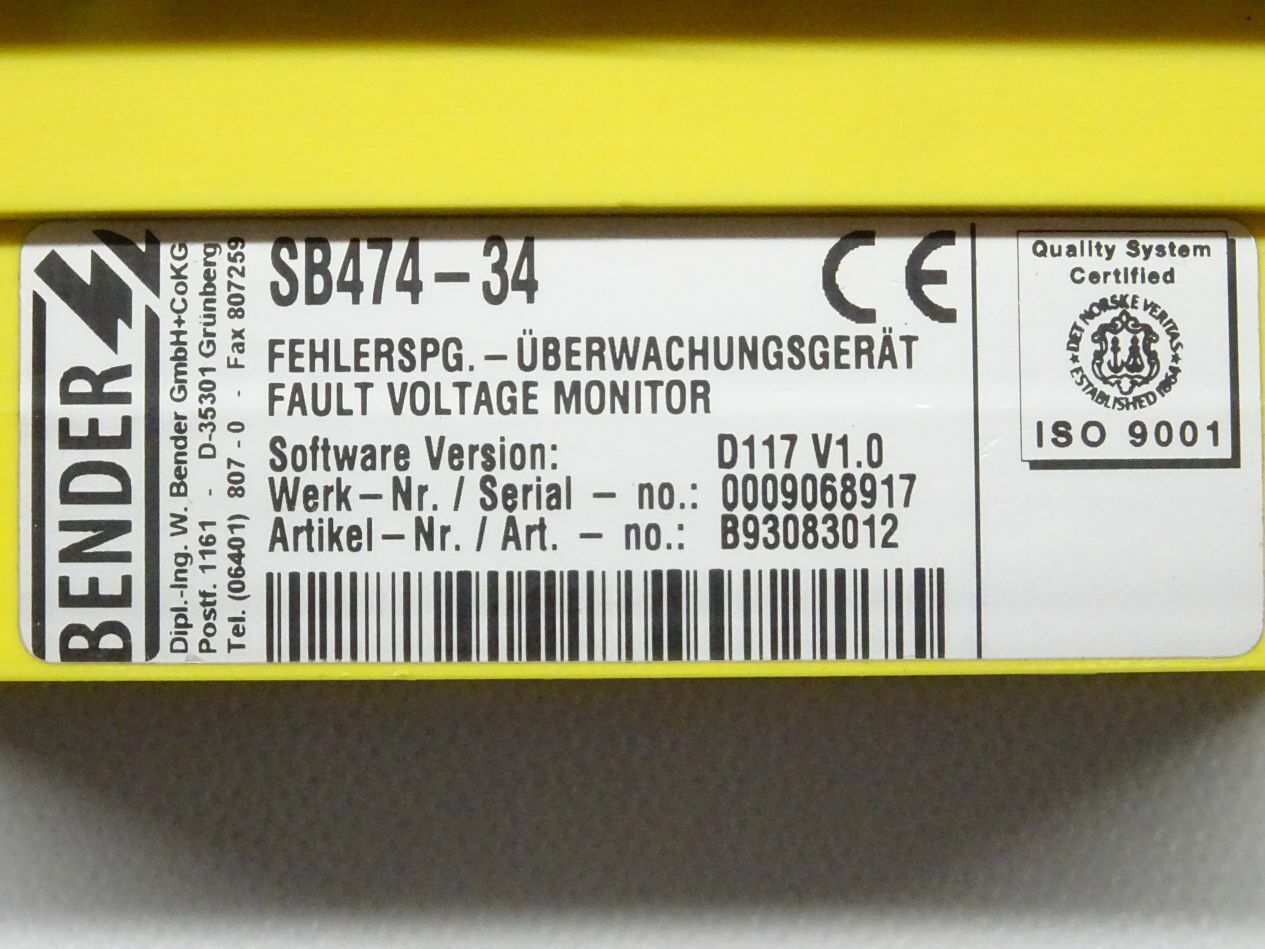 BENDER
Dipl.-Ing. W. Bender GmbH+CoKG
Postf. 1161 - D-35301 Grünberg
Tel. (06401) 807 - 0 - Fax 807259
SB474-34
CE
FEHLERSPG. - ÜBERWACHUNGSGERÄT
FAULT VOLTAGE MONITOR
Software Version: D117 V1.0
Werk-Nr. / Serial - no.: 0009068917
Artikel-Nr. / Art. - no.: B93083012
Quality System
Certified
DET NORSKE VERITAS
ESTABLISHED 1864
ISO 9001